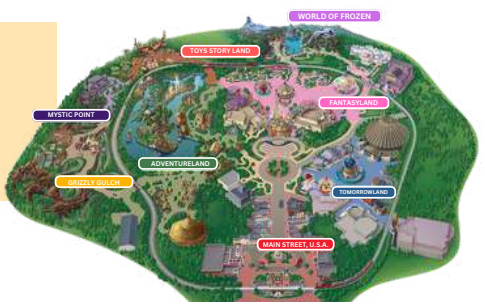 WORLD OF FROZEN
TOYS STORY LAND
FANTASYLAND
MYSTIC POINT
ADVENTURELAND
GRIZZLY GULCH
TOMORROWLAND
MAIN STREET, U.S.A.